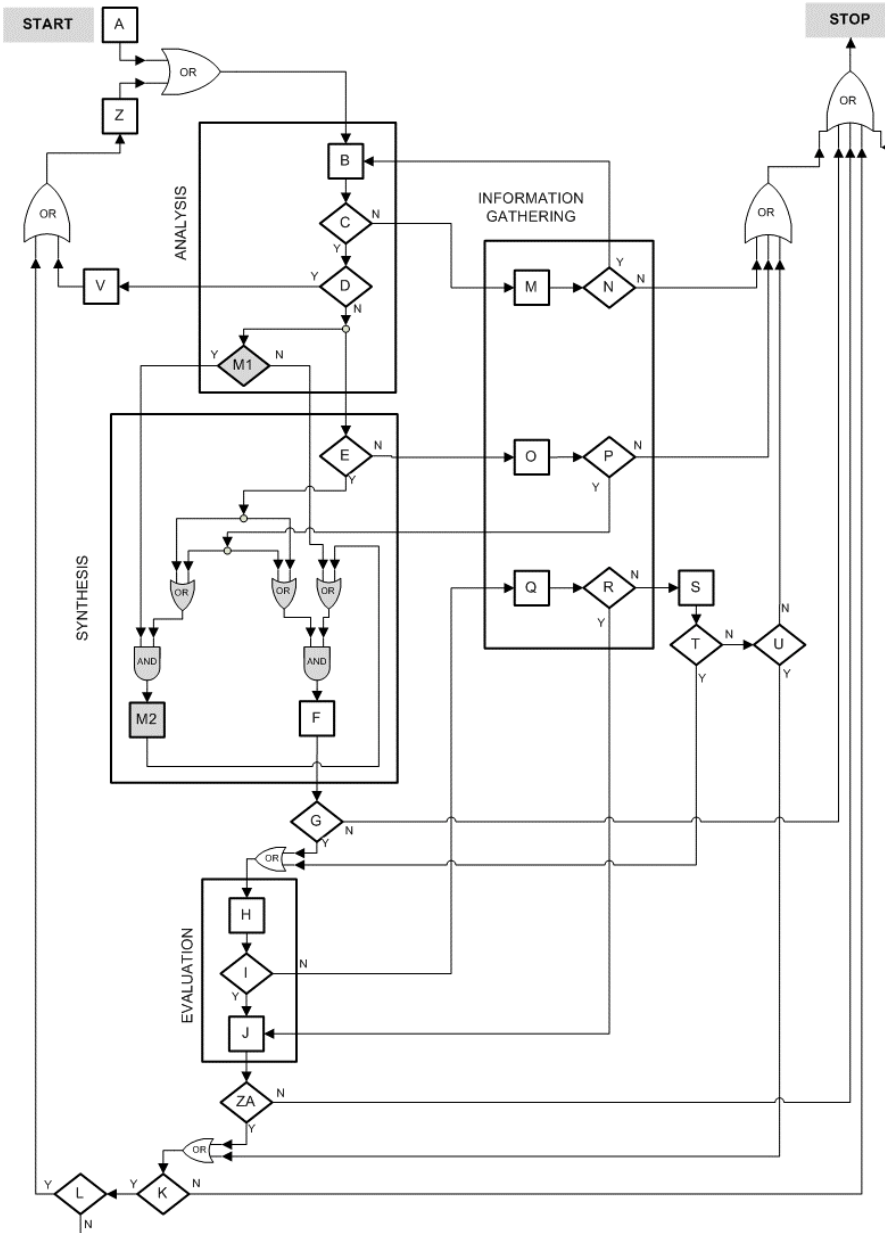 START
A
STOP
OR
OR
Z
B
ANALYSIS
INFORMATION
GATHERING
OR
OR
C
N
Y
Y
V
Y
D
M
N
N
N
Y
M1
N
E
N
O
P
N
Y
Y
SYNTHESIS
OR
OR
OR
Q
R
N
S
Y
N
T
N
U
AND
AND
Y
Y
M2
F
G
N
Y
OR
H
EVALUATION
I
N
Y
J
ZA
N
Y
OR
Y
L
Y
K
N
N